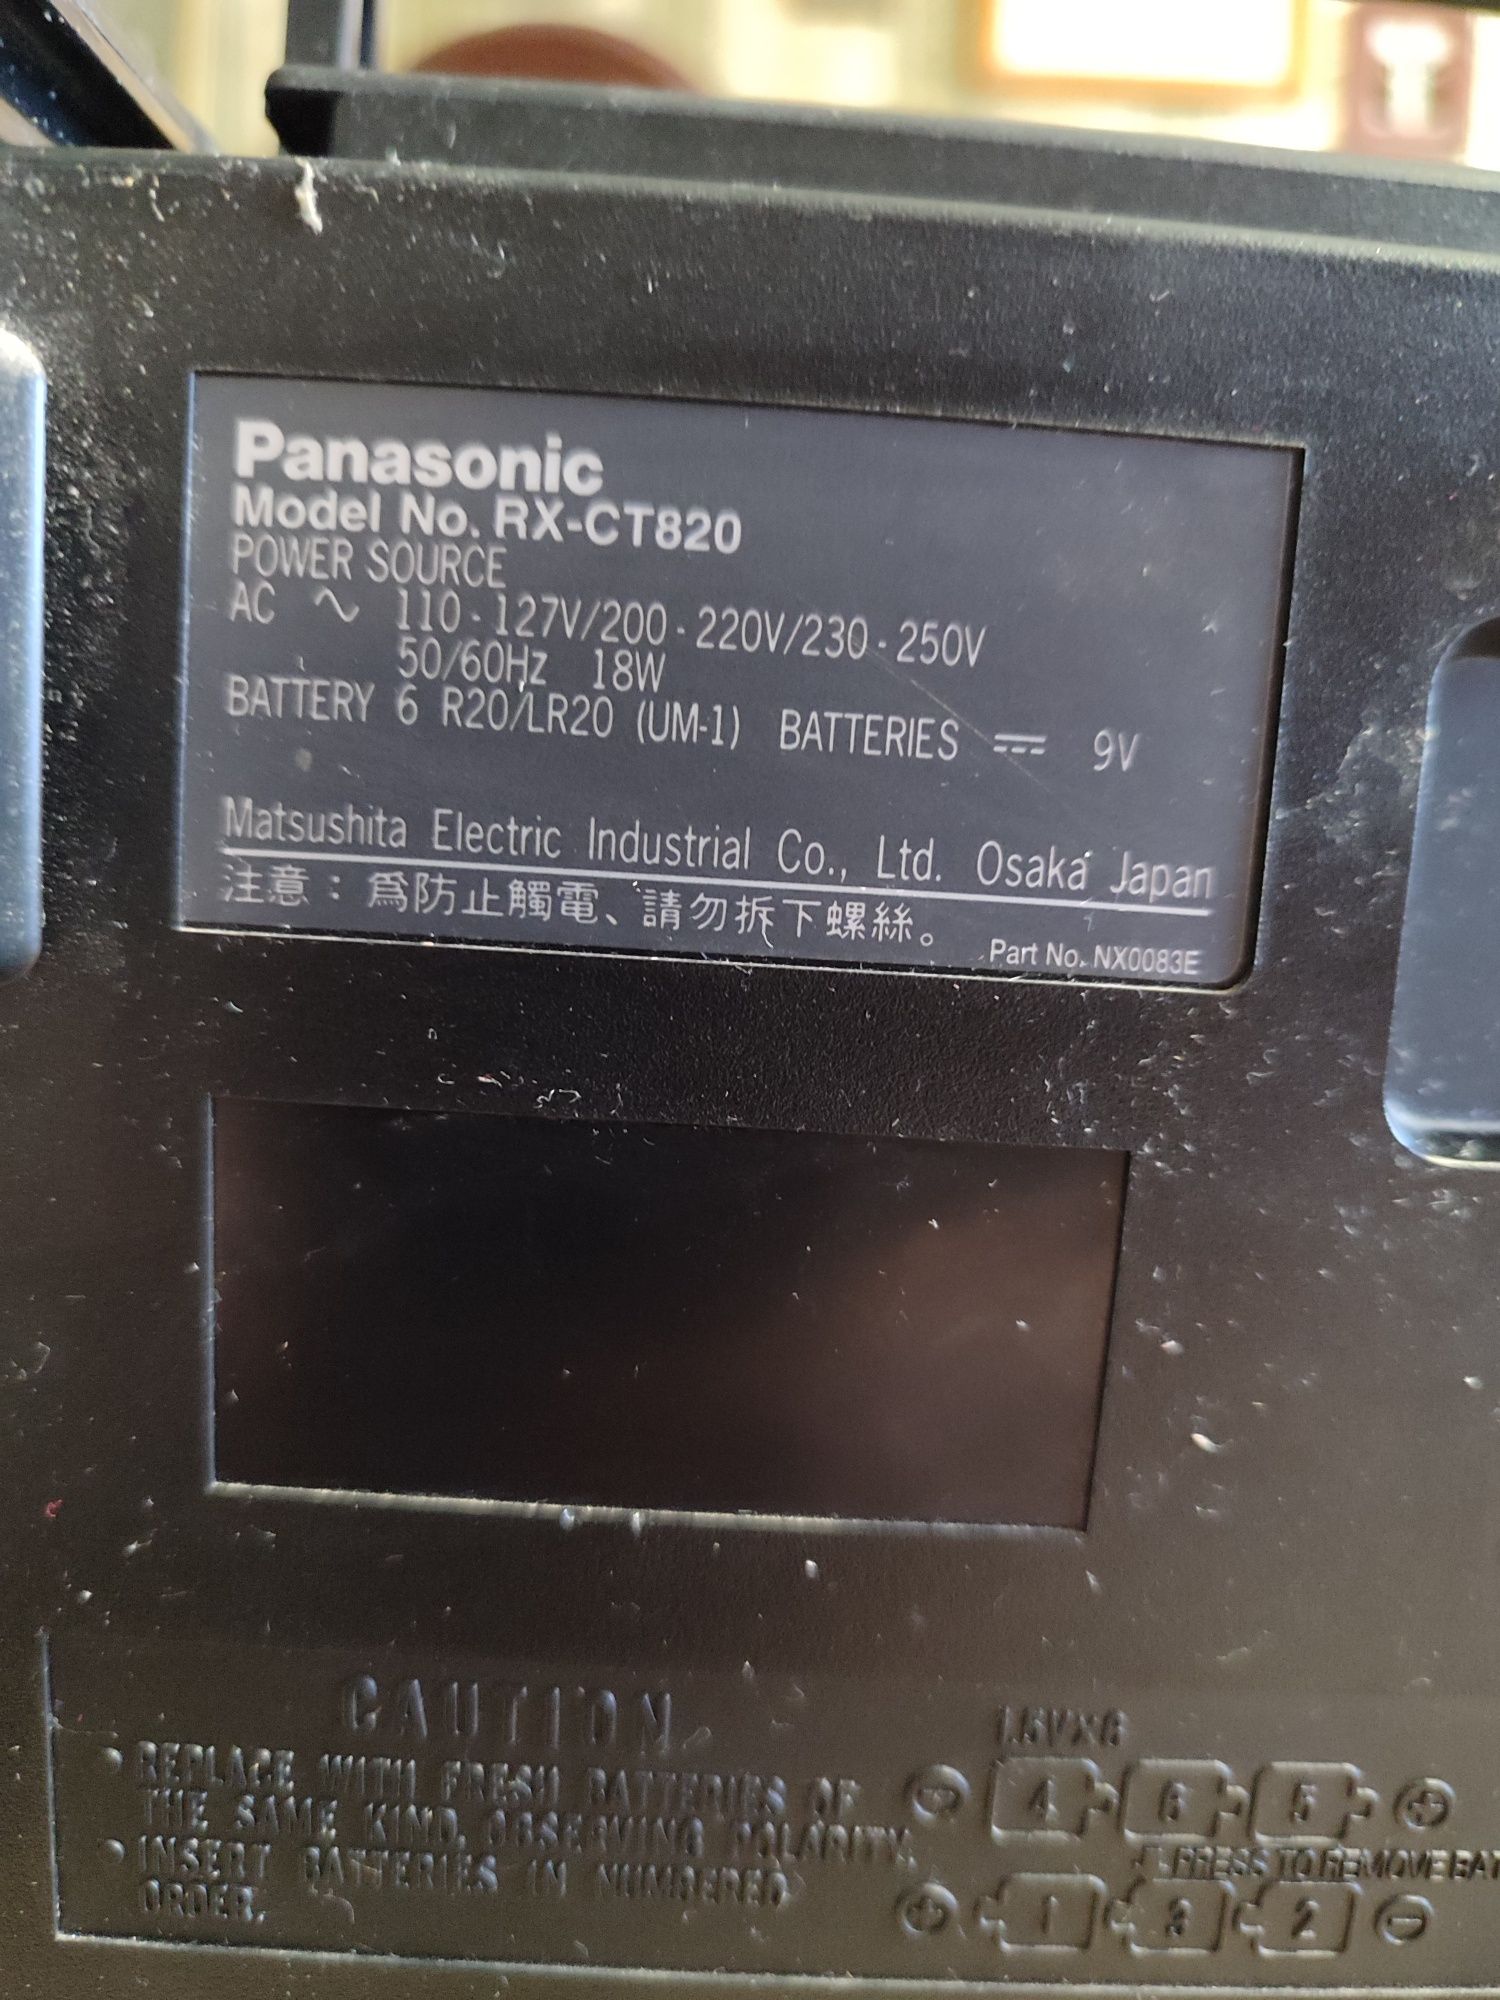 Panasonic
Model No. RX-CT820
POWER SOURCE
AC ∼ 110-127V/200-220V/230-250V
50/60Hz 18W
BATTERY 6 R20/LR20 (UM-1) BATTERIES ⎓ 9V
Matsushita Electric Industrial Co., Ltd. Osaka Japan
注意：為防止觸電、請勿拆下螺絲。
Part No. NX0083E
CAUTION
• REPLACE WITH FRESH BATTERIES OF
THE SAME KIND, OBSERVING POLARITY.
• INSERT BATTERIES IN NUMBERED
ORDER.
1.5V×6
⊖ 4 6 5 ⊕
PRESS TO REMOVE BAT
⊕ 1 3 2 ⊖